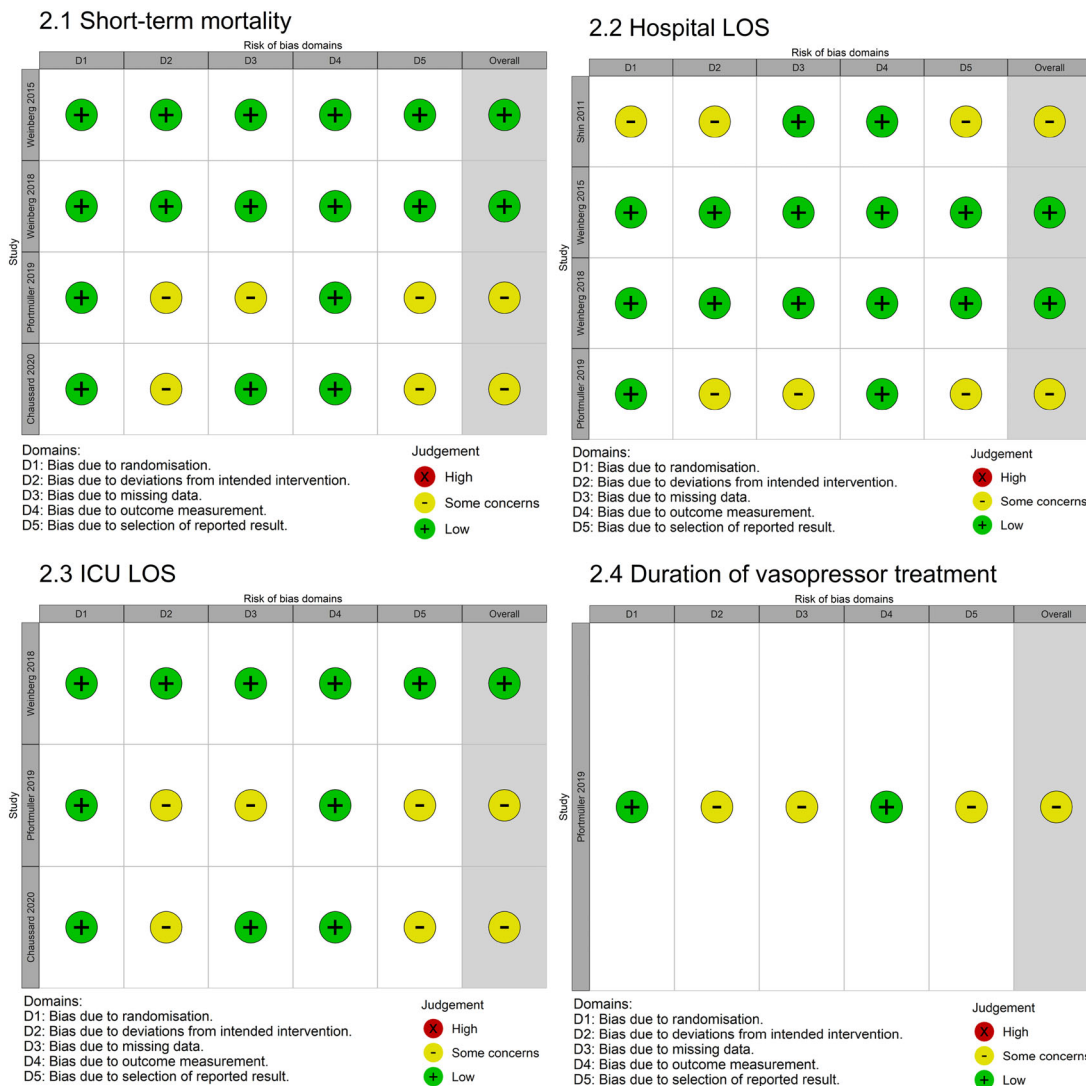 2.1 Short-term mortality
Risk of bias domains
D1 D2 D3 D4 D5 Overall
Study
Weinberg 2015
+ + + + + +
Weinberg 2018
+ + + + + +
Pfortmüller 2019
+ - - + - -
Chaussard 2020
+ - + + - -
Domains:
D1: Bias due to randomisation.
D2: Bias due to deviations from intended intervention.
D3: Bias due to missing data.
D4: Bias due to outcome measurement.
D5: Bias due to selection of reported result.
Judgement
X High
- Some concerns
+ Low
2.2 Hospital LOS
Risk of bias domains
D1 D2 D3 D4 D5 Overall
Study
Shin 2011
- - + + - -
Weinberg 2015
+ + + + + +
Weinberg 2018
+ + + + + +
Pfortmüller 2019
+ - - + - -
Domains:
D1: Bias due to randomisation.
D2: Bias due to deviations from intended intervention.
D3: Bias due to missing data.
D4: Bias due to outcome measurement.
D5: Bias due to selection of reported result.
Judgement
X High
- Some concerns
+ Low
2.3 ICU LOS
Risk of bias domains
D1 D2 D3 D4 D5 Overall
Study
Weinberg 2018
+ + + + + +
Pfortmüller 2019
+ - - + - -
Chaussard 2020
+ - + + - -
Domains:
D1: Bias due to randomisation.
D2: Bias due to deviations from intended intervention.
D3: Bias due to missing data.
D4: Bias due to outcome measurement.
D5: Bias due to selection of reported result.
Judgement
X High
- Some concerns
+ Low
2.4 Duration of vasopressor treatment
Risk of bias domains
D1 D2 D3 D4 D5 Overall
Study
Pfortmüller 2019
+ - - + - -
Domains:
D1: Bias due to randomisation.
D2: Bias due to deviations from intended intervention.
D3: Bias due to missing data.
D4: Bias due to outcome measurement.
D5: Bias due to selection of reported result.
Judgement
X High
- Some concerns
+ Low